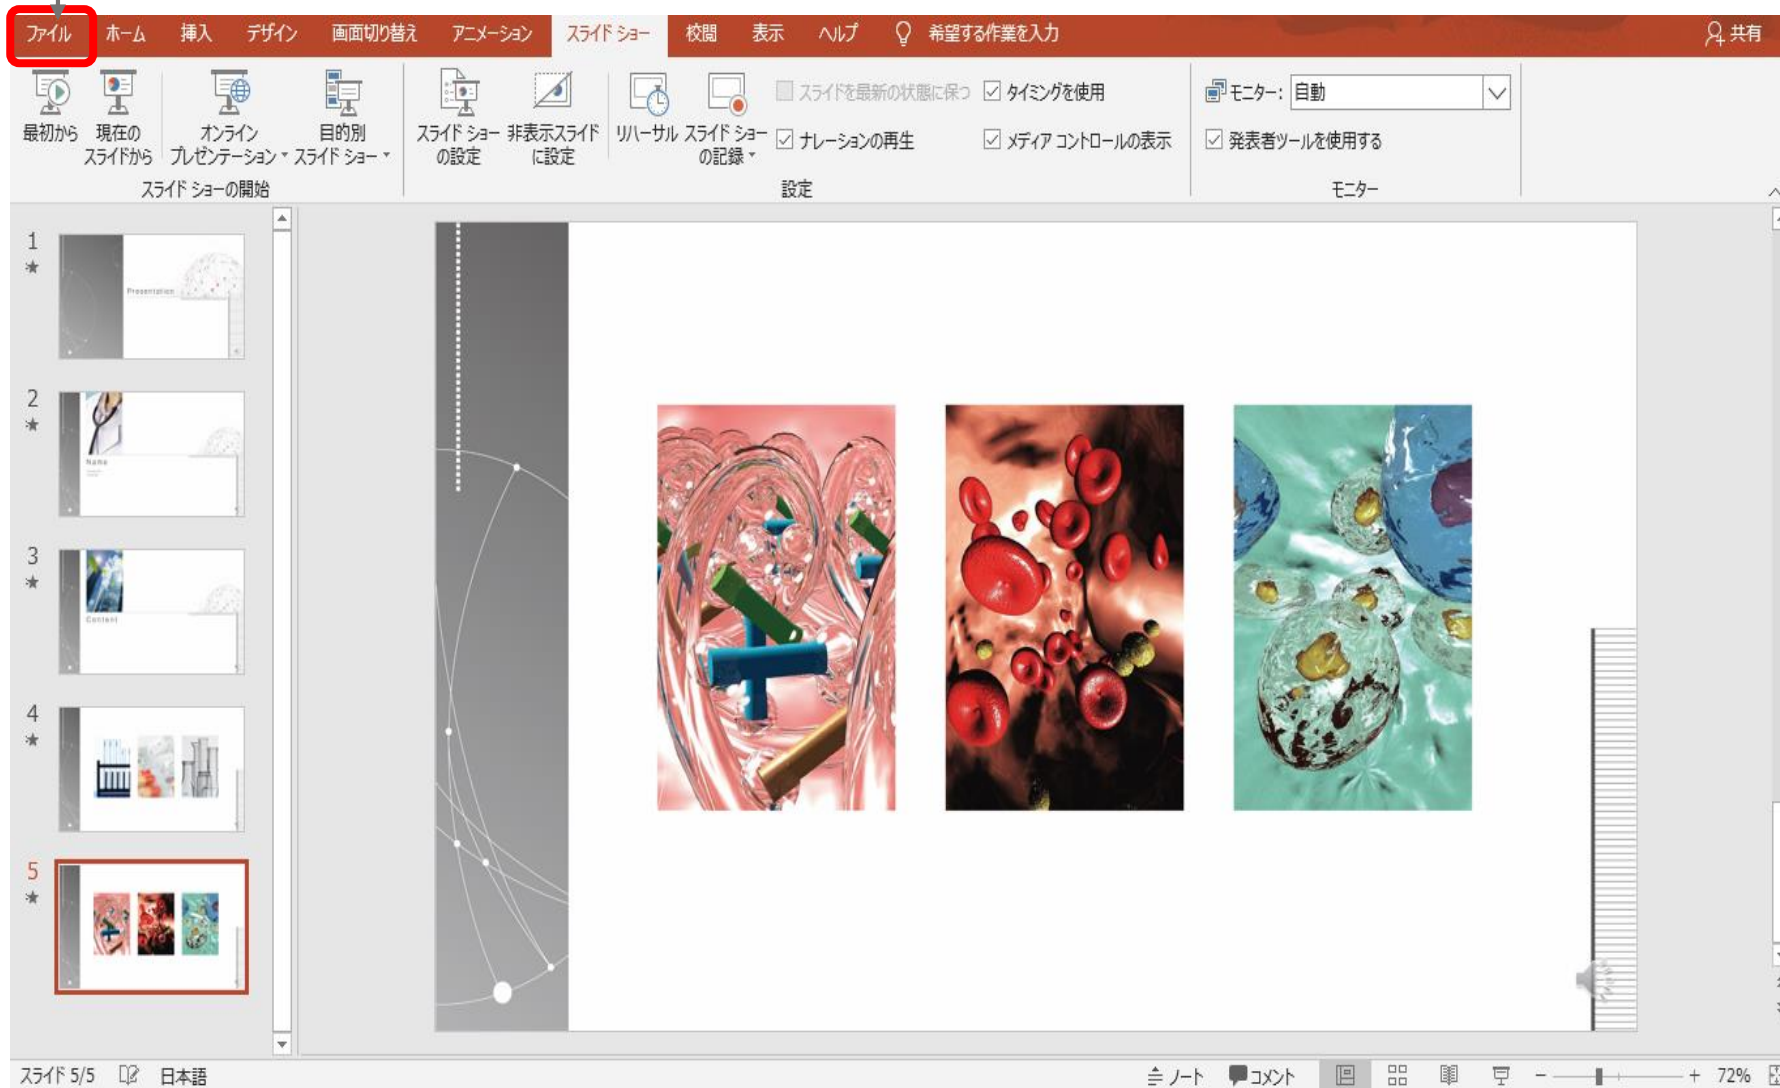 ファイル ホーム 挿入 デザイン 画面切り替え アニメーション スライド ショー 校閲 表示 ヘルプ 希望する作業を入力 共有
最初から
現在の
スライドから
オンライン
プレゼンテーション
目的別
スライド ショー
スライド ショー
の設定
非表示スライド
に設定
リハーサル
スライド ショー
の記録
スライドを最新の状態に保つ
ナレーションの再生
タイミングを使用
メディア コントロールの表示
モニター: 自動
発表者ツールを使用する
スライド ショーの開始
設定
モニター
1
Presentation
2
Name
3
Content
4
5
スライド 5/5 日本語 ノート コメント 72%